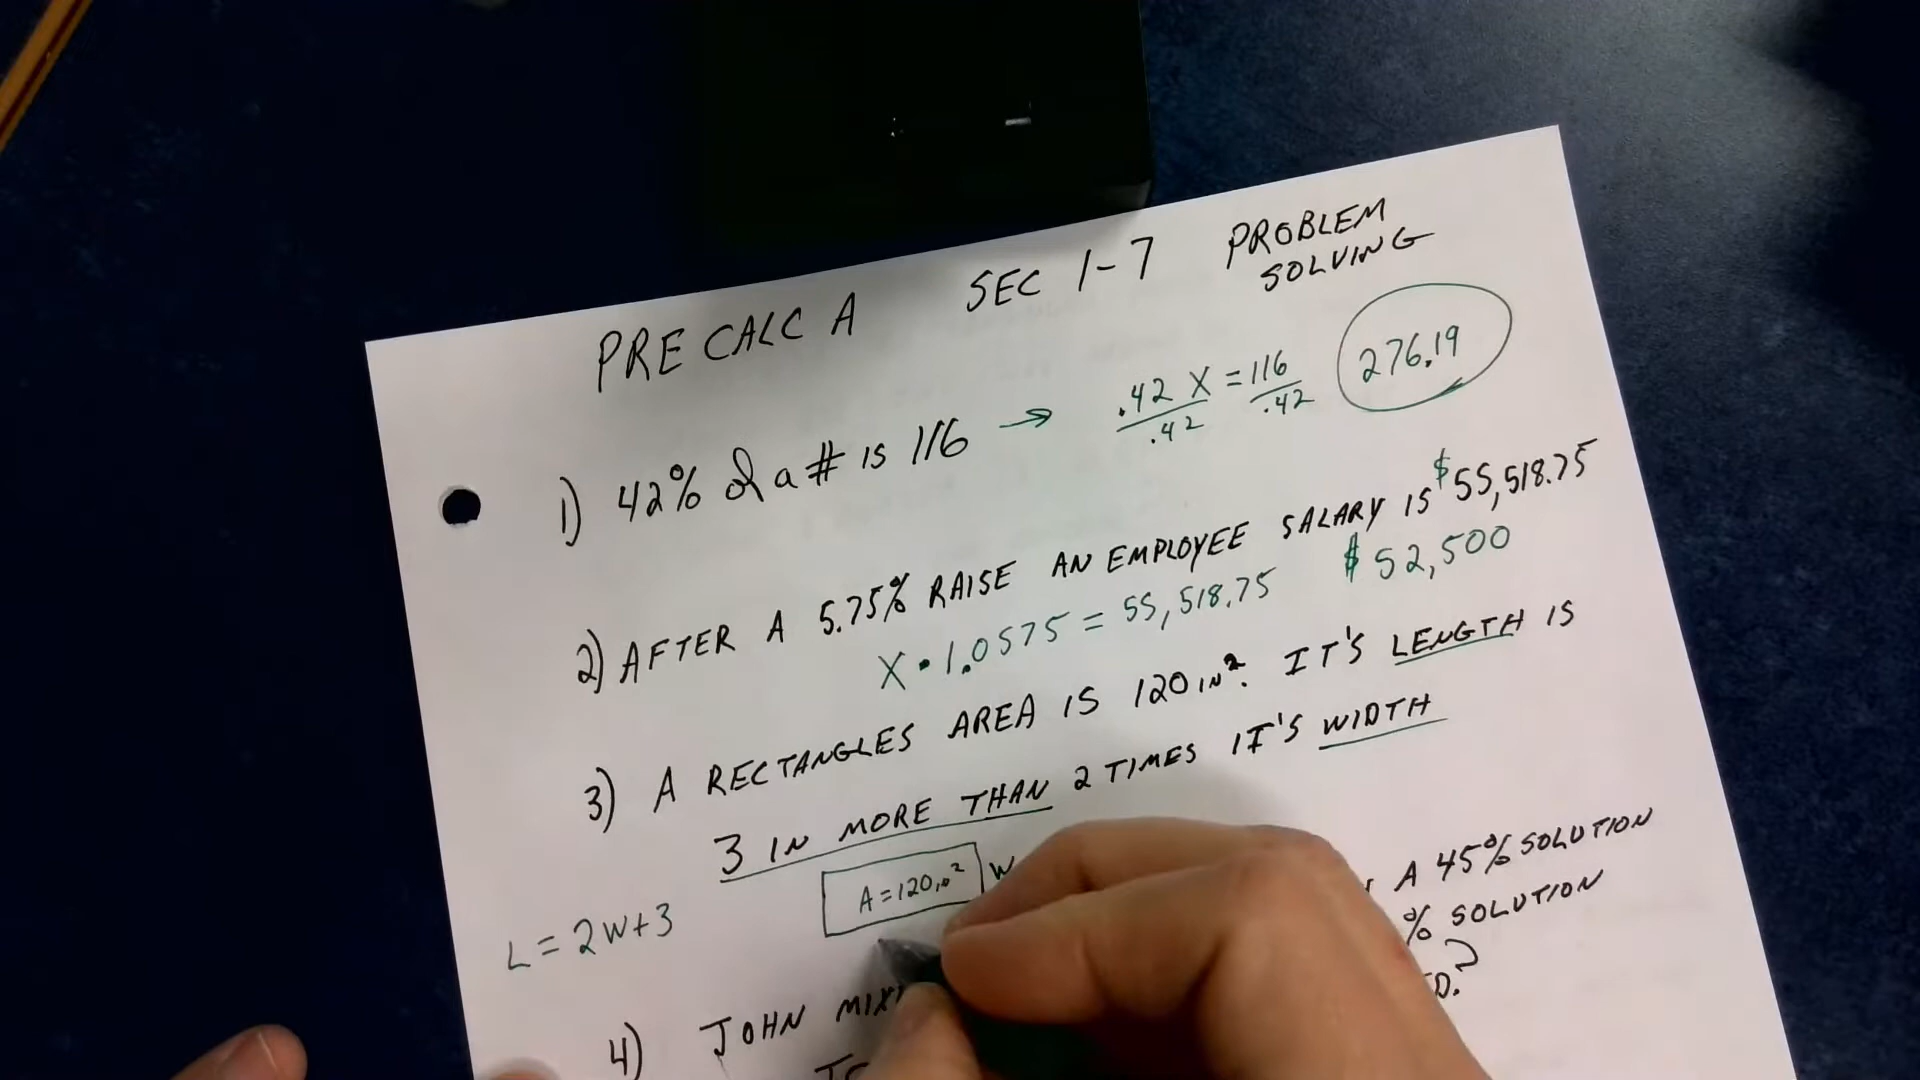 PRE CALC A SEC 1-7 PROBLEM
SOLVING
1) 42% of a # is 116 → .42 X = 116 276.19
.42 .42
2) AFTER A 5.75% RAISE AN EMPLOYEE SALARY IS $55,518.75
X • 1.0575 = 55,518.75 $52,500
3) A RECTANGLES AREA IS 120 IN². IT'S LENGTH IS
3 IN MORE THAN 2 TIMES IT'S WIDTH
A = 120 in² W
L = 2W+3
4) JOHN A 45% SOLUTION
% SOLUTION